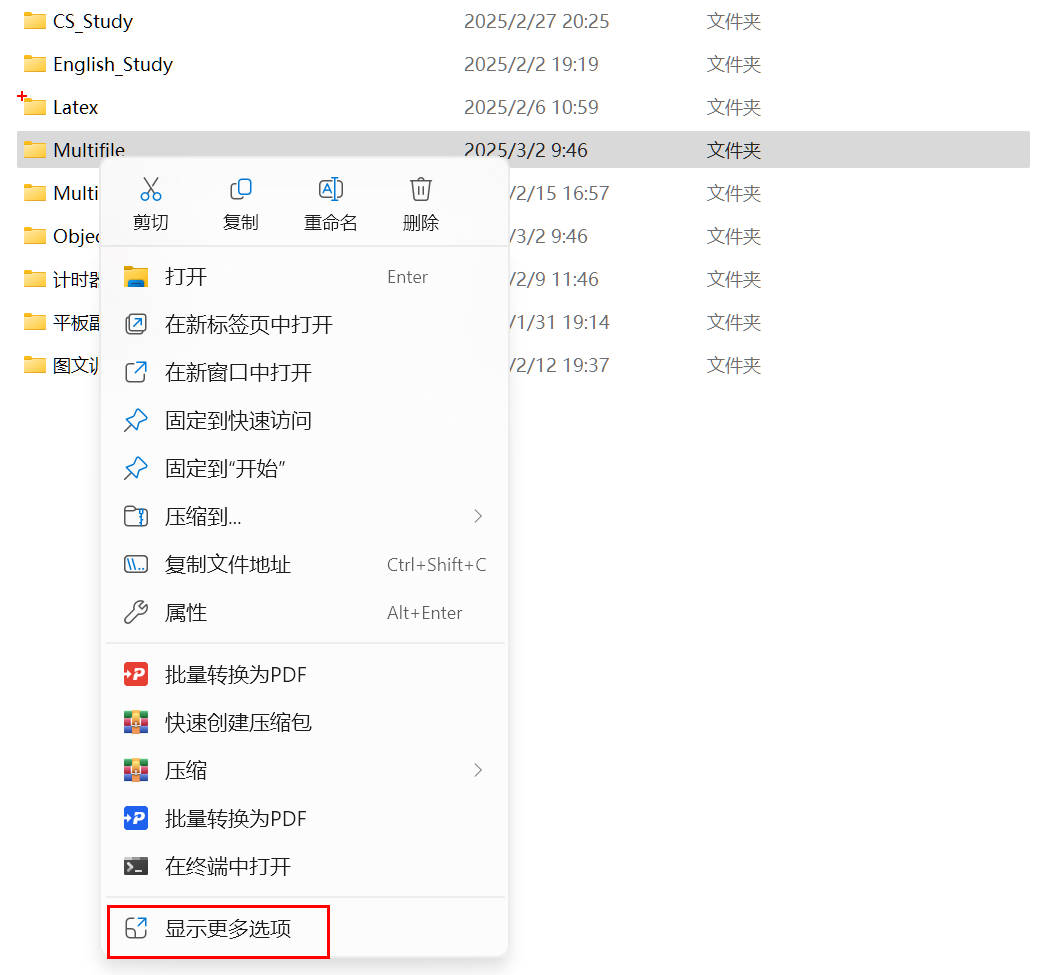 CS_Study 2025/2/27 20:25 文件夹
English_Study 2025/2/2 19:19 文件夹
Latex 2025/2/6 10:59 文件夹
Multifile 2025/3/2 9:46 文件夹
Multi /2/15 16:57 文件夹
Objec /3/2 9:46 文件夹
计时器 /2/9 11:46 文件夹
平板副 /1/31 19:14 文件夹
图文 /2/12 19:37 文件夹
剪切 复制 重命名 删除
打开 Enter
在新标签页中打开
在新窗口中打开
固定到快速访问
固定到“开始”
压缩到...
复制文件地址 Ctrl+Shift+C
属性 Alt+Enter
批量转换为PDF
快速创建压缩包
压缩
批量转换为PDF
在终端中打开
显示更多选项